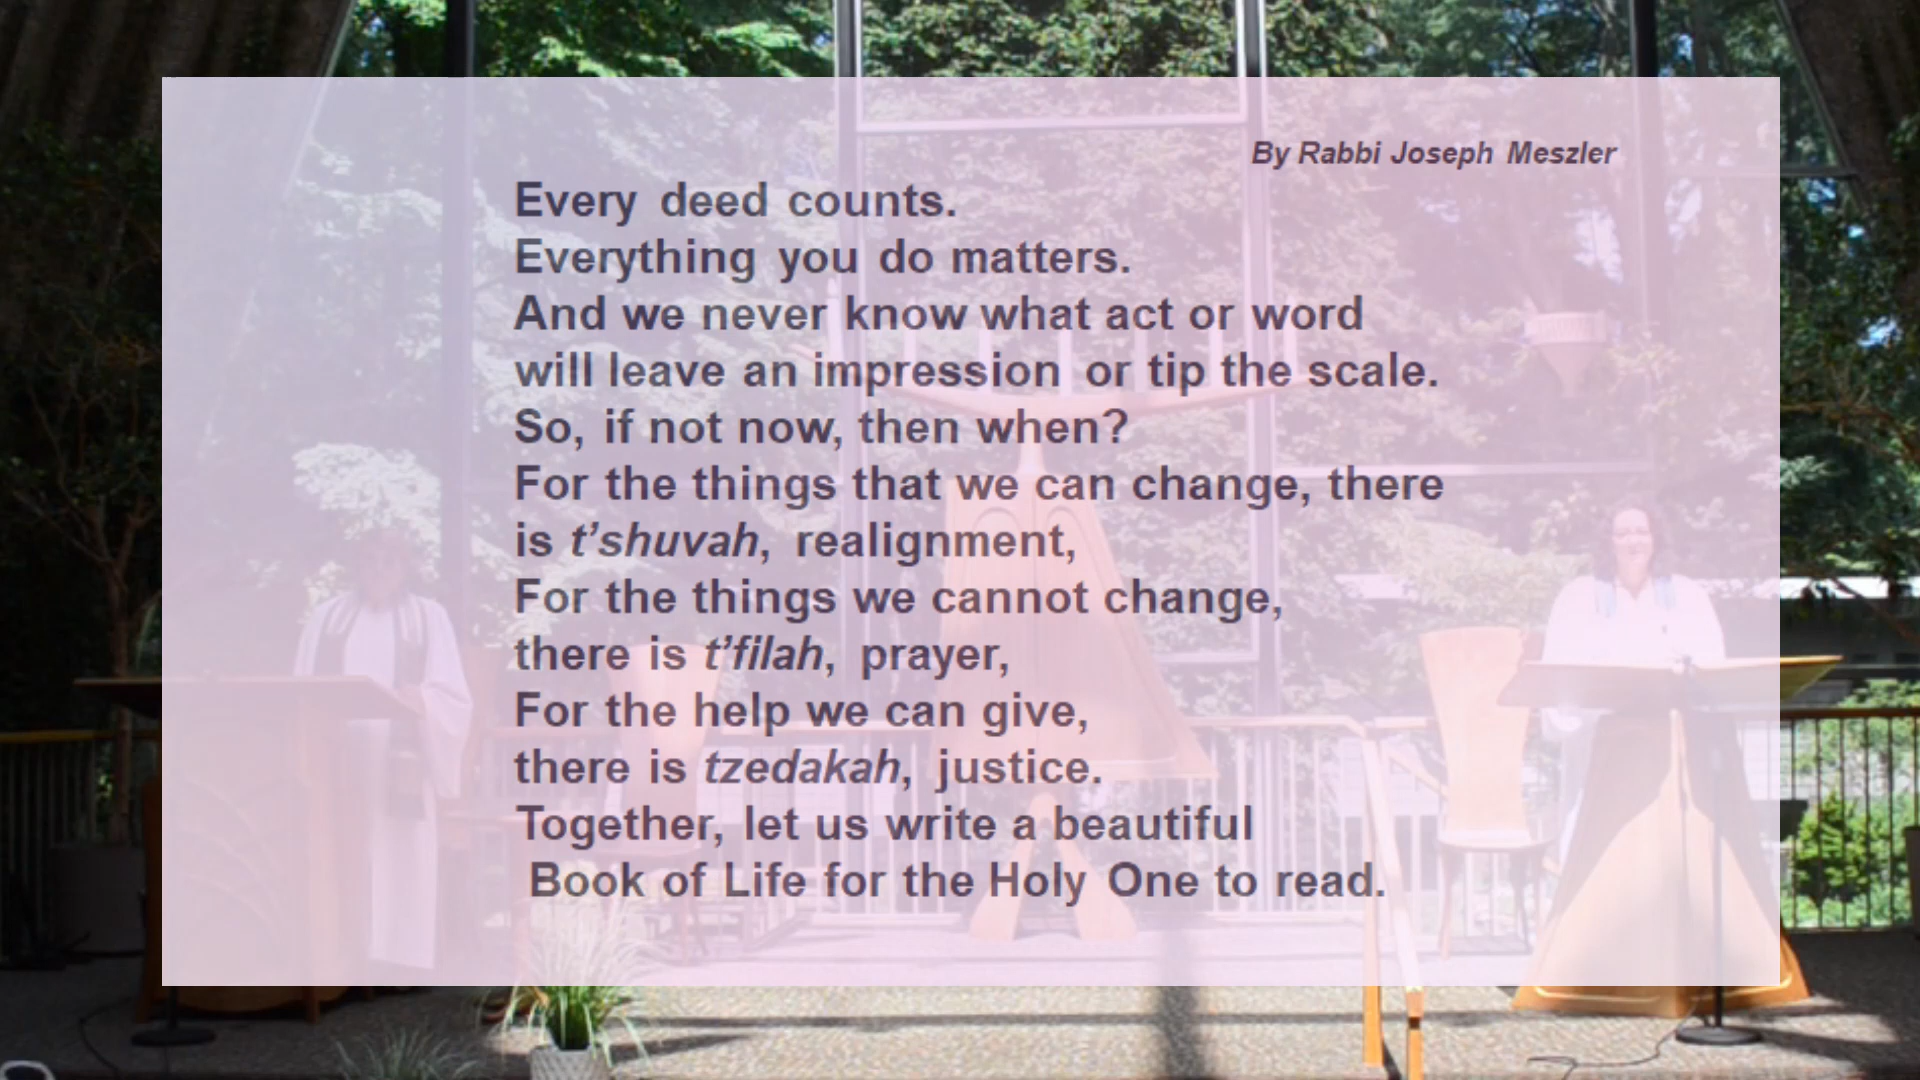 By Rabbi Joseph Meszler
Every deed counts.
Everything you do matters.
And we never know what act or word
will leave an impression or tip the scale.
So, if not now, then when?
For the things that we can change, there
is t’shuvah, realignment,
For the things we cannot change,
there is t’filah, prayer,
For the help we can give,
there is tzedakah, justice.
Together, let us write a beautiful
Book of Life for the Holy One to read.